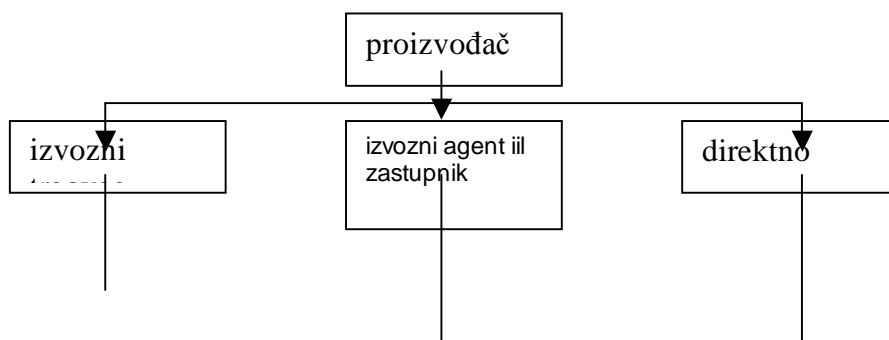 proizvođač
izvozni
izvozni agent iil
zastupnik
direktno